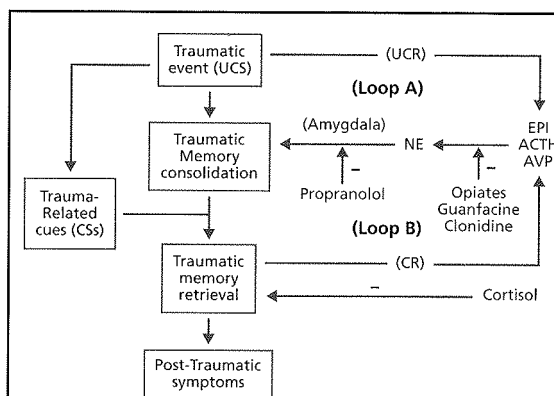 Traumatic
event (UCS)
(UCR)
(Loop A)
Traumatic
Memory
consolidation
(Amygdala)
NE
EPI
ACTH
AVP
–
Propranolol
–
Opiates
Guanfacine
Clonidine
Trauma-
Related
cues (CSs)
(Loop B)
Traumatic
memory
retrieval
(CR)
–
Cortisol
Post-Traumatic
symptoms